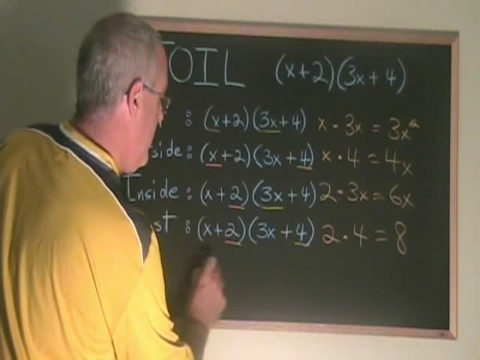 FOIL (x+2)(3x+4)
: (x+2)(3x+4) x • 3x = 3x²
side: (x+2)(3x+4) x • 4 = 4x
Inside: (x+2)(3x+4) 2 • 3x = 6x
st : (x+2)(3x+4) 2 • 4 = 8